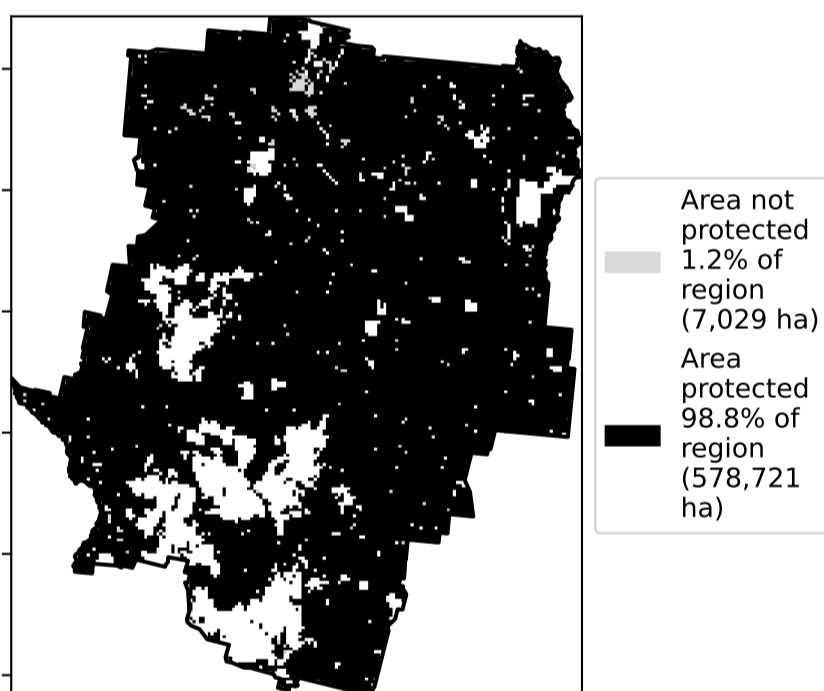 Area not
protected
1.2% of
region
(7,029 ha)
Area
protected
98.8% of
region
(578,721
ha)